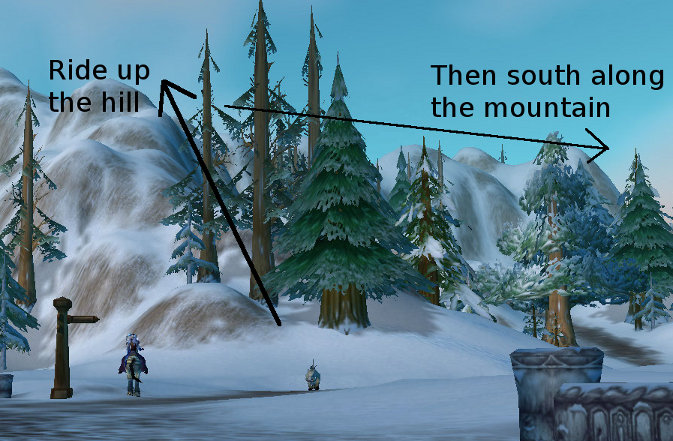 Ride up
the hill
Then south along
the mountain